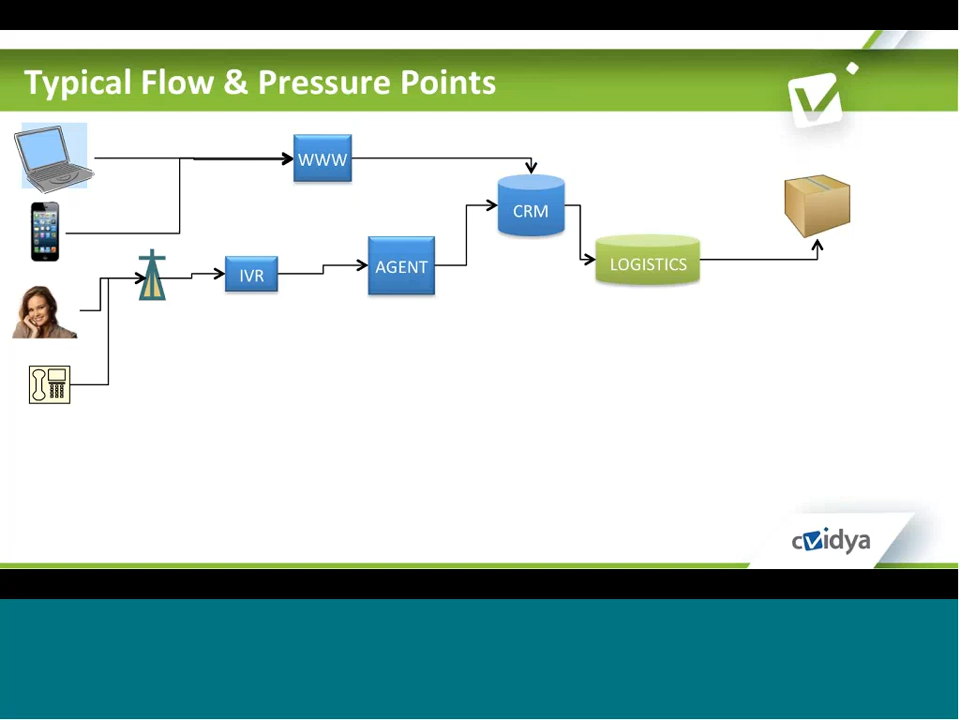 Typical Flow & Pressure Points
WWW
CRM
AGENT
IVR
LOGISTICS
cvidya